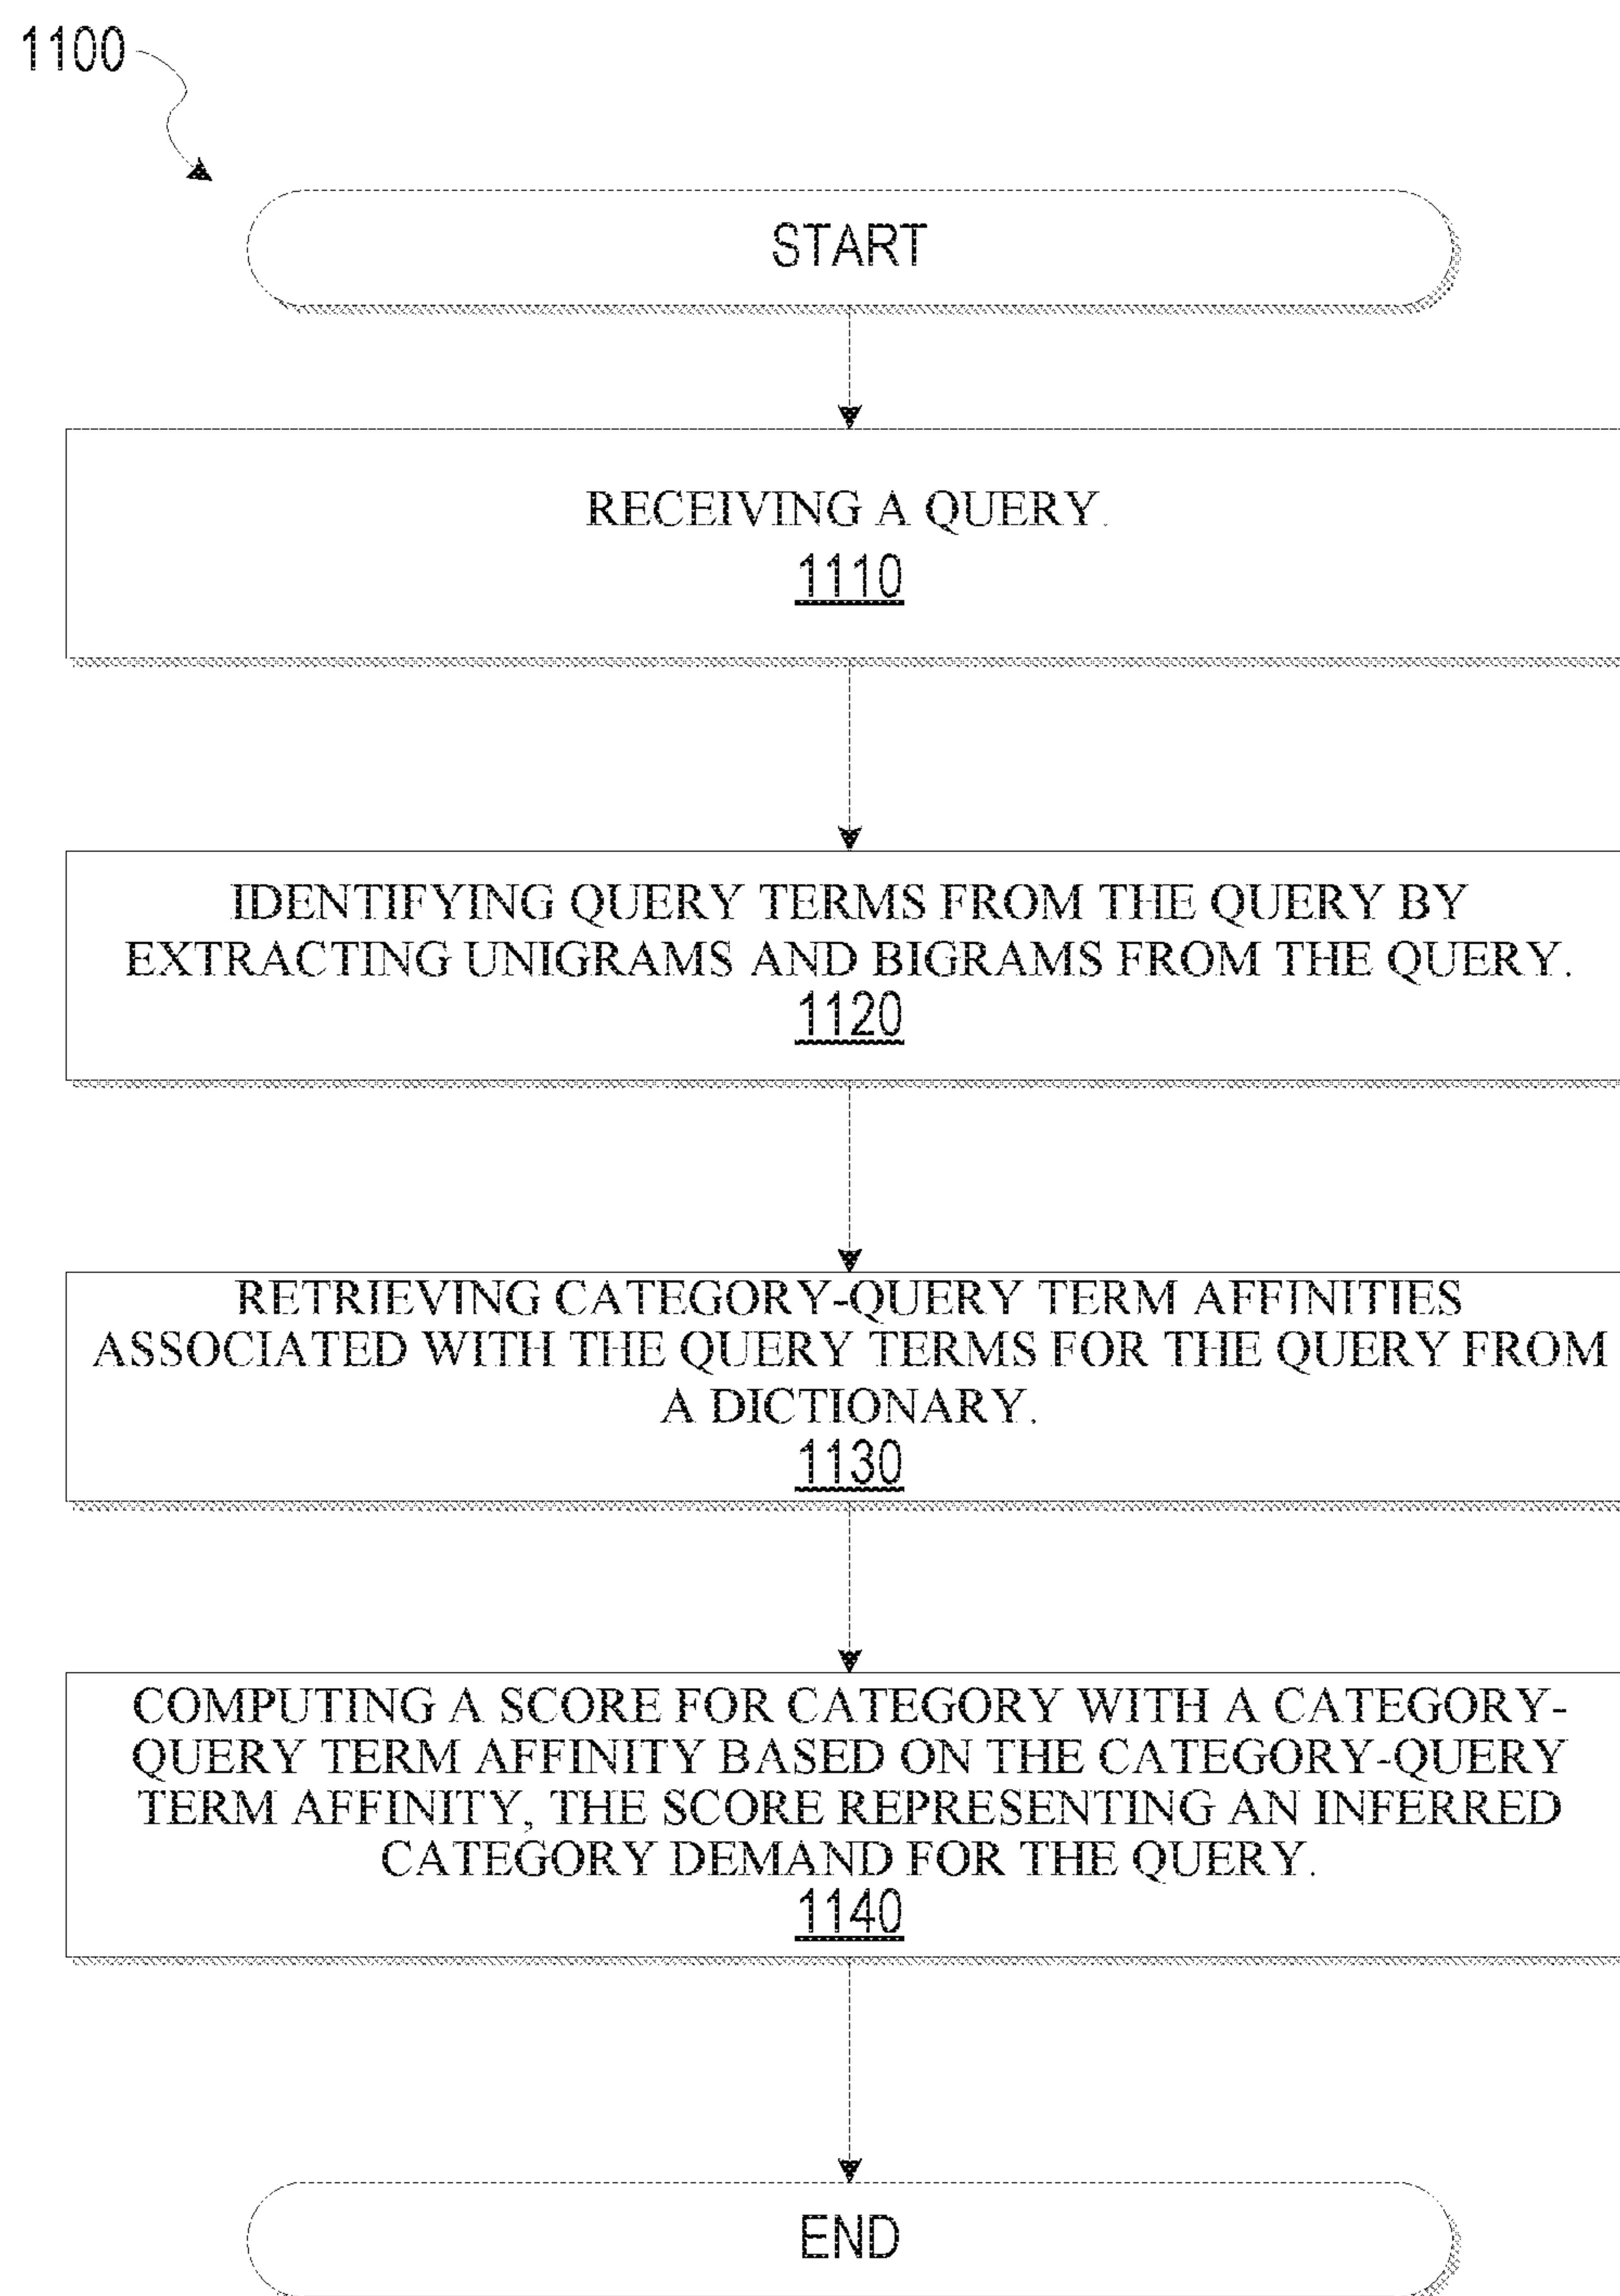 1100
START
RECEIVING A QUERY.
1110
IDENTIFYING QUERY TERMS FROM THE QUERY BY
EXTRACTING UNIGRAMS AND BIGRAMS FROM THE QUERY.
1120
RETRIEVING CATEGORY-QUERY TERM AFFINITIES
ASSOCIATED WITH THE QUERY TERMS FOR THE QUERY FROM
A DICTIONARY.
1130
COMPUTING A SCORE FOR CATEGORY WITH A CATEGORY-
QUERY TERM AFFINITY BASED ON THE CATEGORY-QUERY
TERM AFFINITY, THE SCORE REPRESENTING AN INFERRED
CATEGORY DEMAND FOR THE QUERY.
1140
END